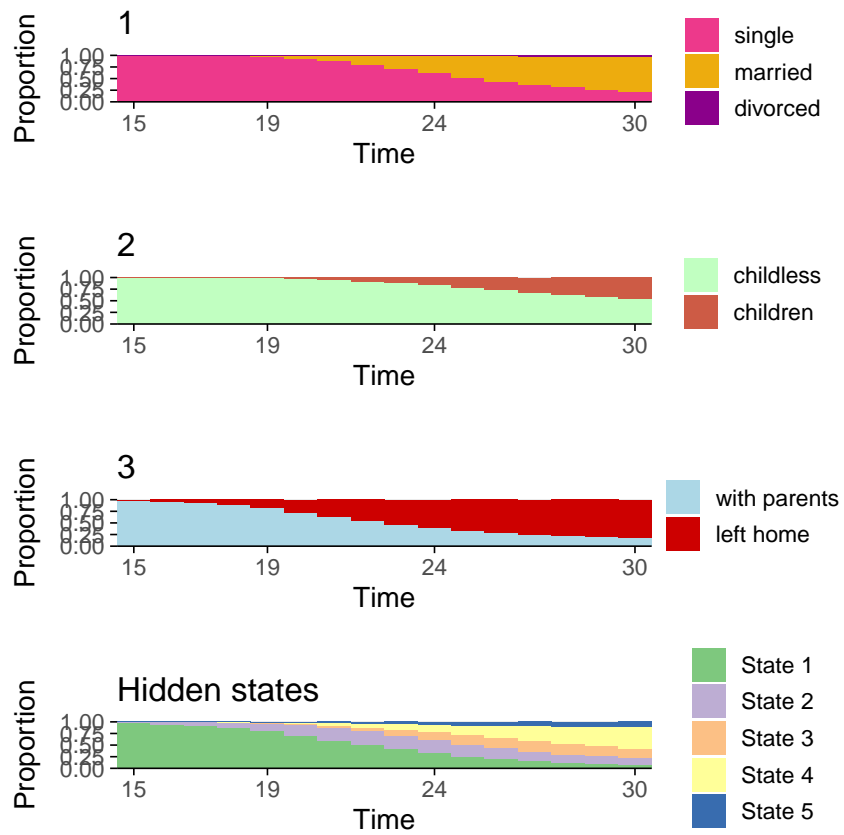 1
Proportion
1.00
0.75
0.50
0.25
0.00
15 19 24 30
Time
single
married
divorced
2
Proportion
1.00
0.75
0.50
0.25
0.00
15 19 24 30
Time
childless
children
3
Proportion
1.00
0.75
0.50
0.25
0.00
15 19 24 30
Time
with parents
left home
Hidden states
Proportion
1.00
0.75
0.50
0.25
0.00
15 19 24 30
Time
State 1
State 2
State 3
State 4
State 5